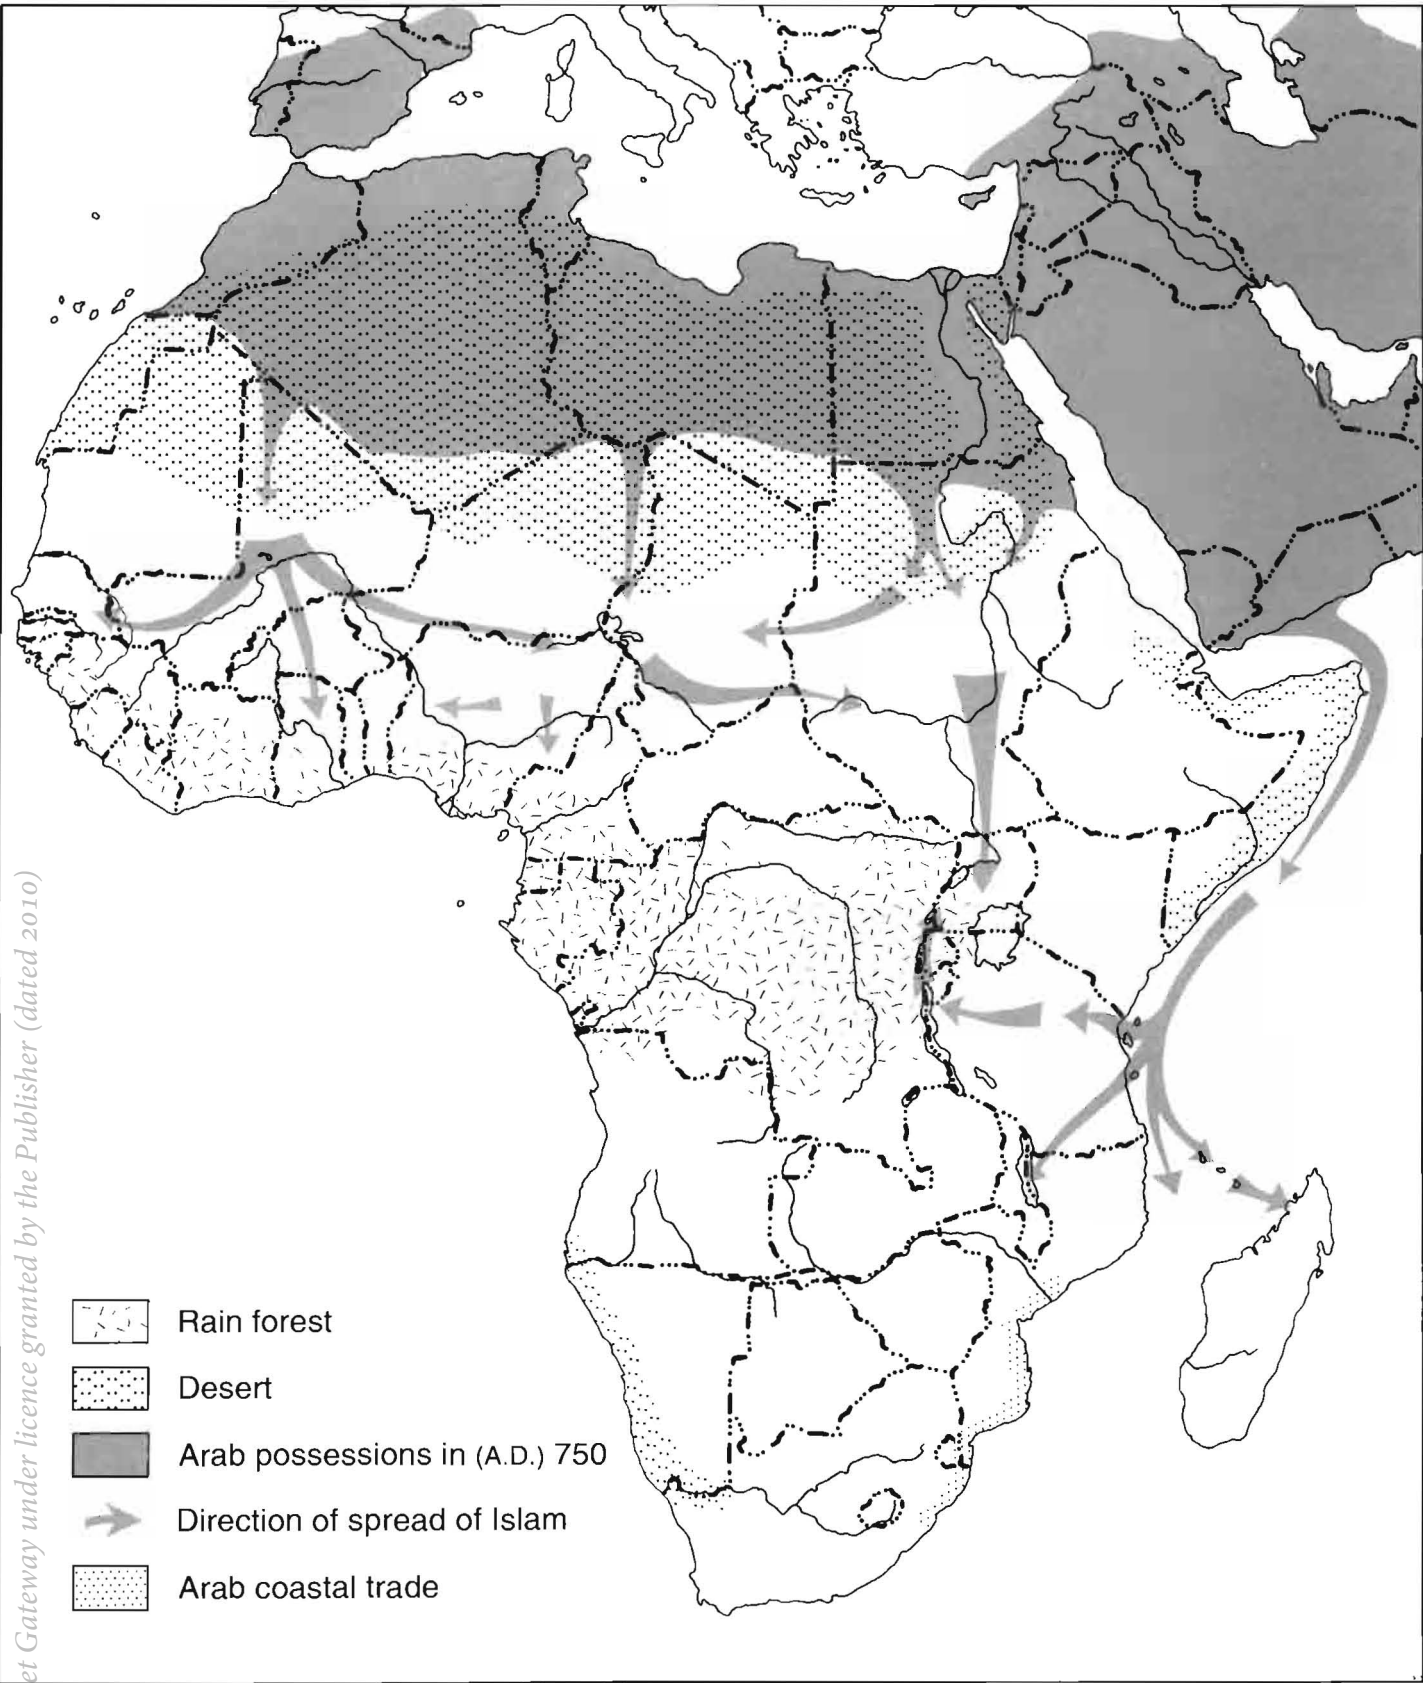 Rain forest
Desert
Arab possessions in (A.D.) 750
Direction of spread of Islam
Arab coastal trade
et Gateway under licence granted by the Publisher (dated 2010)